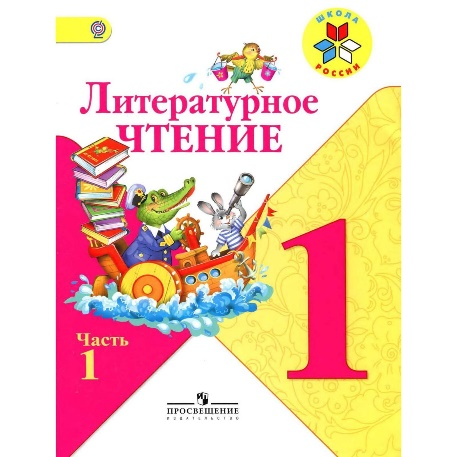 ШКОЛА
РОССИИ
Литературное
ЧТЕНИЕ
1
Часть
1
ПРОСВЕЩЕНИЕ
ИЗДАТЕЛЬСТВО